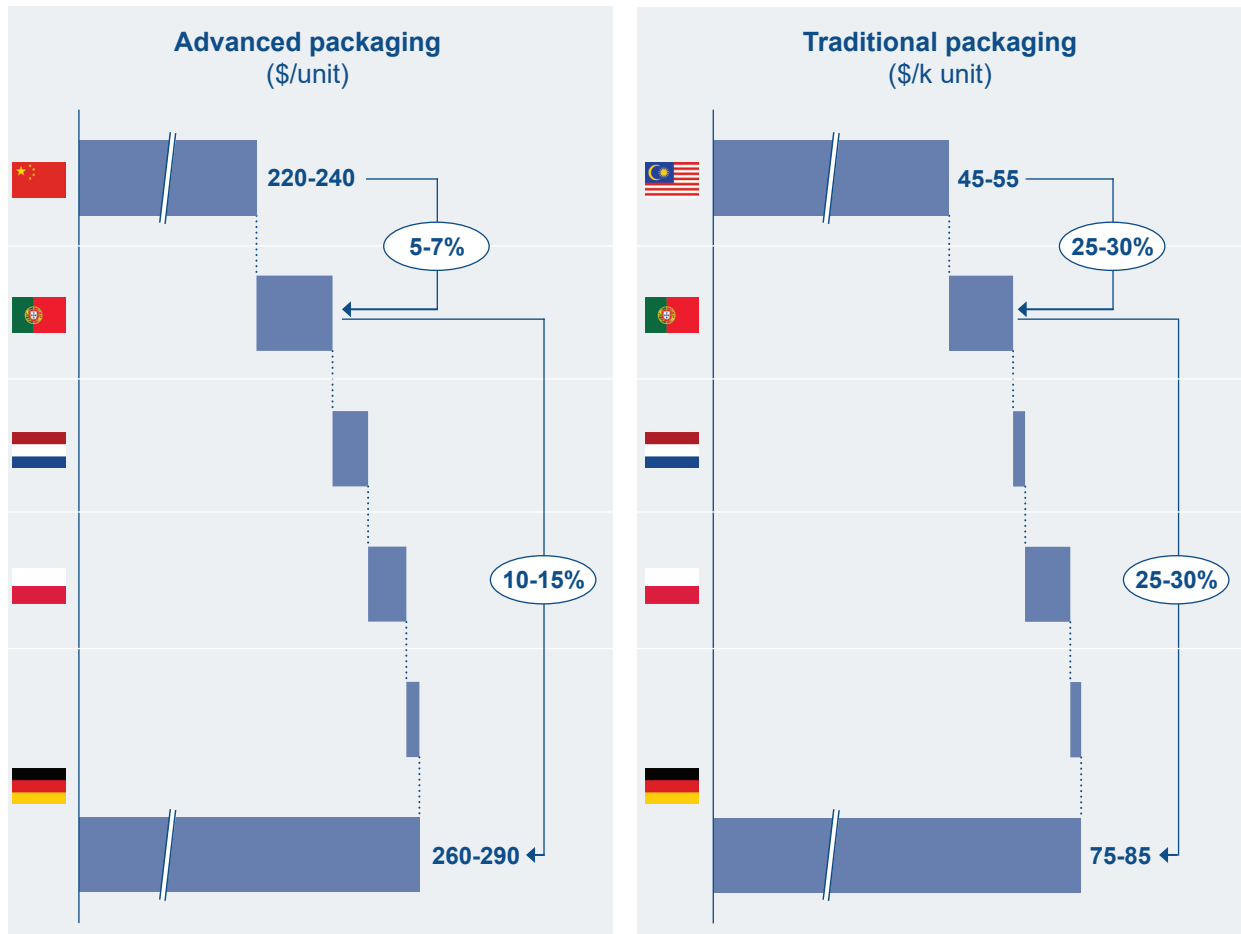 Advanced packaging
($/unit)
220-240
5-7%
10-15%
260-290
Traditional packaging
($/k unit)
45-55
25-30%
25-30%
75-85